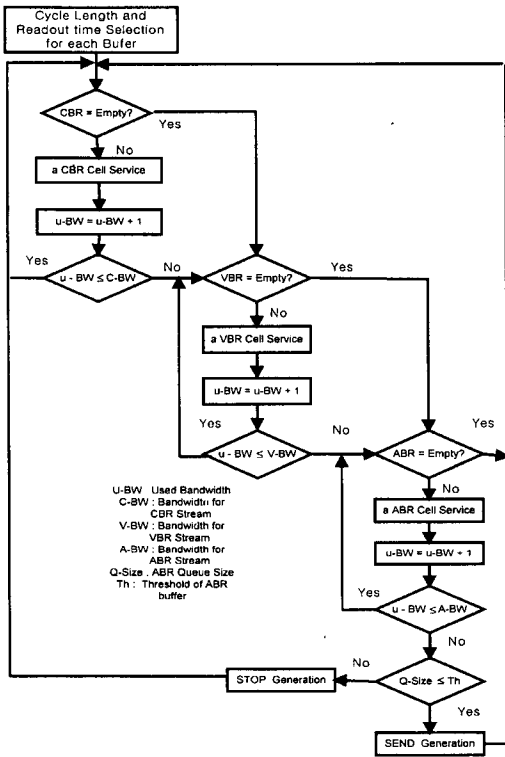 Cycle Length and
Readout time Selection
for each Bufer
CBR = Empty?
Yes
No
a CBR Cell Service
u-BW = u-BW + 1
Yes
u - BW ≤ C-BW
No
VBR = Empty?
Yes
No
a VBR Cell Service
u-BW = u-BW + 1
Yes
u - BW ≤ V-BW
No
ABR = Empty?
Yes
No
a ABR Cell Service
u-BW = u-BW + 1
Yes
u - BW ≤ A-BW
No
U-BW : Used Bandwidth
C-BW : Bandwidth for
CBR Stream
V-BW : Bandwidth for
VBR Stream
A-BW : Bandwidth for
ABR Stream
Q-Size : ABR Queue Size
Th : Threshold of ABR
buffer
No
Q-Size ≤ Th
Yes
STOP Generation
SEND Generation